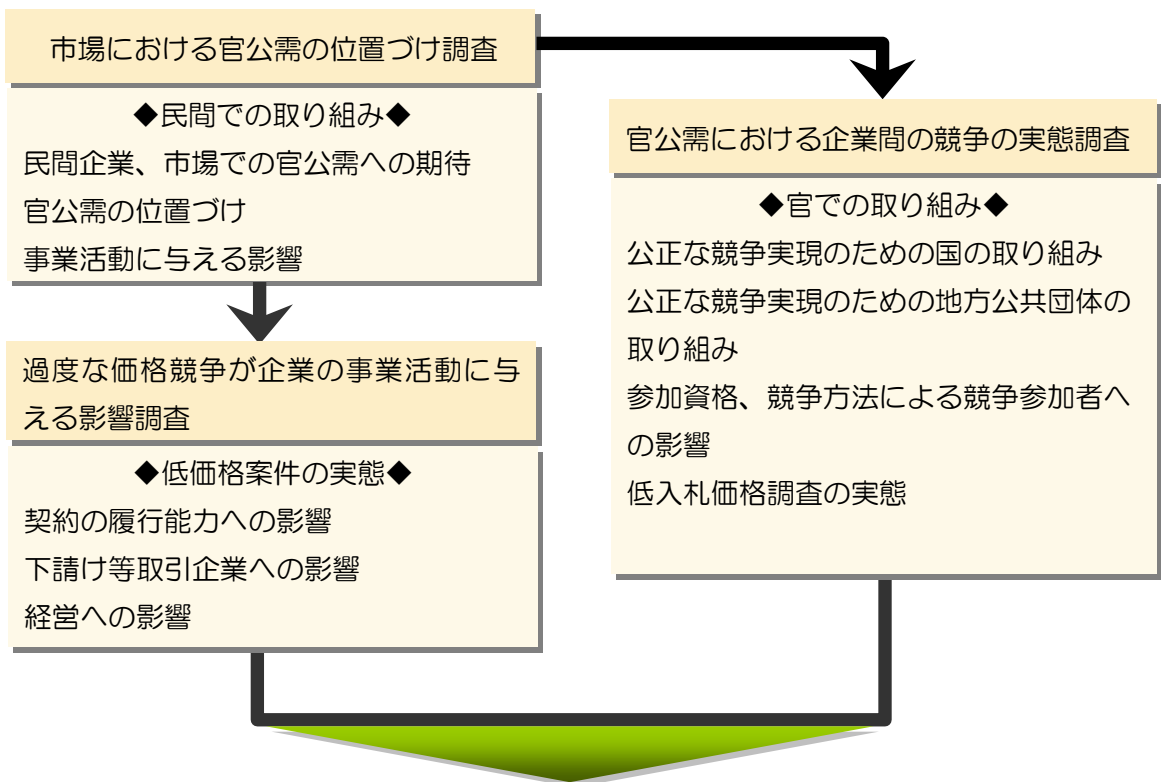 市場における官公需の位置づけ調査
◆民間での取り組み◆
民間企業、市場での官公需への期待
官公需の位置づけ
事業活動に与える影響
過度な価格競争が企業の事業活動に与
える影響調査
◆低価格案件の実態◆
契約の履行能力への影響
下請け等取引企業への影響
経営への影響
官公需における企業間の競争の実態調査
◆官での取り組み◆
公正な競争実現のための国の取り組み
公正な競争実現のための地方公共団体の
取り組み
参加資格、競争方法による競争参加者へ
の影響
低入札価格調査の実態